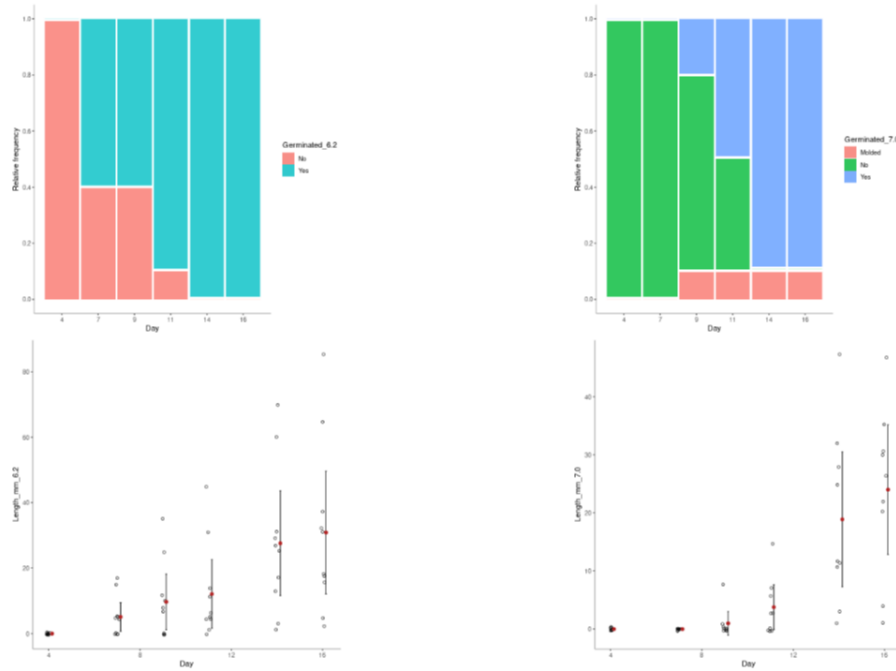 1.0
0.8
0.6
0.4
0.2
0.0
Relative frequency
4 7 9 11 14 16
Day
Germinated_6.2
No
Yes
1.0
0.8
0.6
0.4
0.2
0.0
Relative frequency
4 7 9 11 14 16
Day
Germinated_7.0
Molded
No
Yes
80
60
40
20
0
Length_mm_6.2
4 8 12 16
Day
40
20
10
0
Length_mm_7.0
4 8 12 16
Day